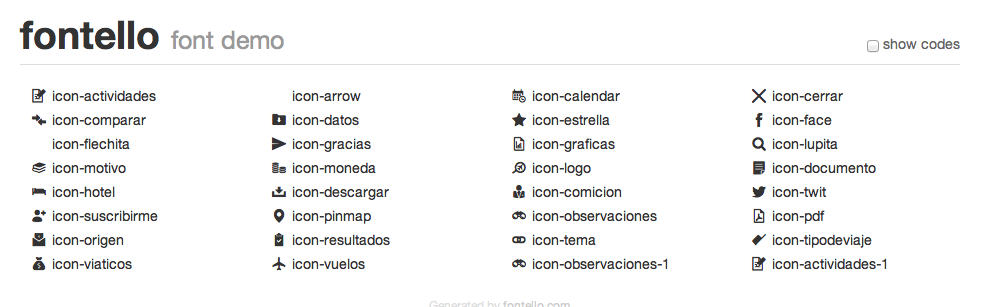 fontello font demo
show codes
icon-actividades icon-arrow icon-calendar icon-cerrar
icon-comparar icon-datos icon-estrella icon-face
icon-flechita icon-gracias icon-graficas icon-lupita
icon-motivo icon-moneda icon-logo icon-documento
icon-hotel icon-descargar icon-comicion icon-twit
icon-suscribirme icon-pinmap icon-observaciones icon-pdf
icon-origen icon-resultados icon-tema icon-tipodeviaje
icon-viaticos icon-vuelos icon-observaciones-1 icon-actividades-1
Generated by fontello.com